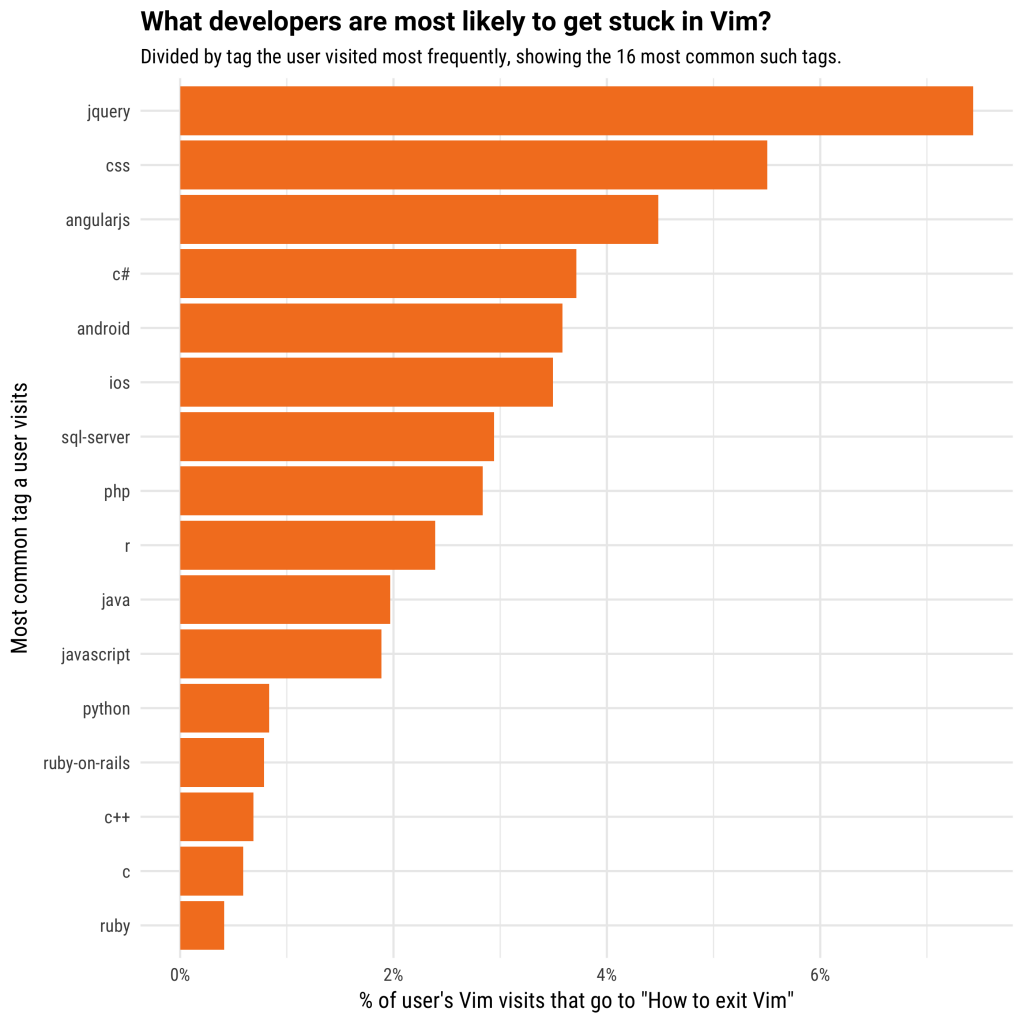 What developers are most likely to get stuck in Vim?
Divided by tag the user visited most frequently, showing the 16 most common such tags.
Most common tag a user visits
jquery
css
angularjs
c#
android
ios
sql-server
php
r
java
javascript
python
ruby-on-rails
c++
c
ruby
0% 2% 4% 6%
% of user's Vim visits that go to "How to exit Vim"